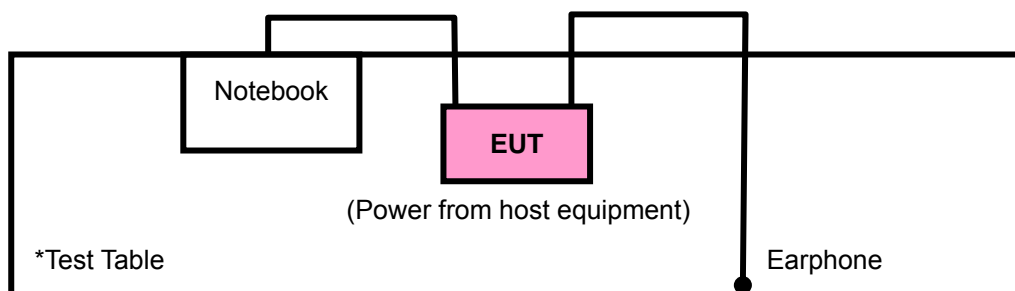 Notebook
EUT
(Power from host equipment)
*Test Table
Earphone